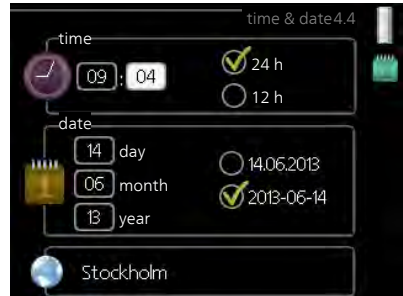 time & date 4.4
time
09 : 04
24 h
12 h
date
14 day
06 month
13 year
14.06.2013
2013-06-14
Stockholm